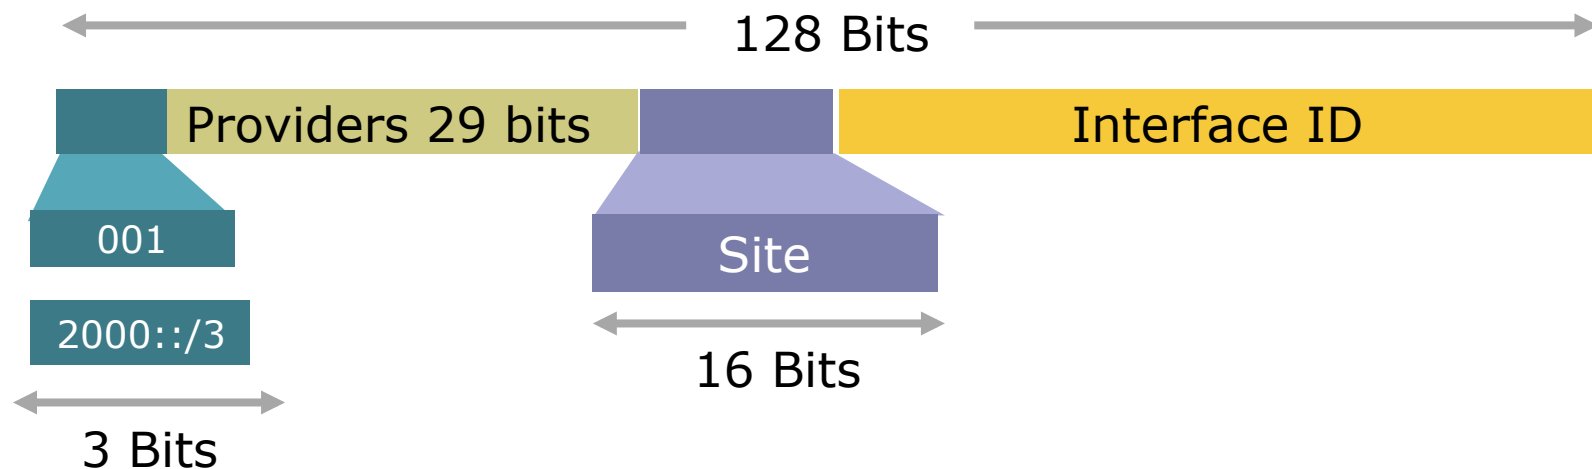 128 Bits
Providers 29 bits
Interface ID
001
Site
2000::/3
16 Bits
3 Bits